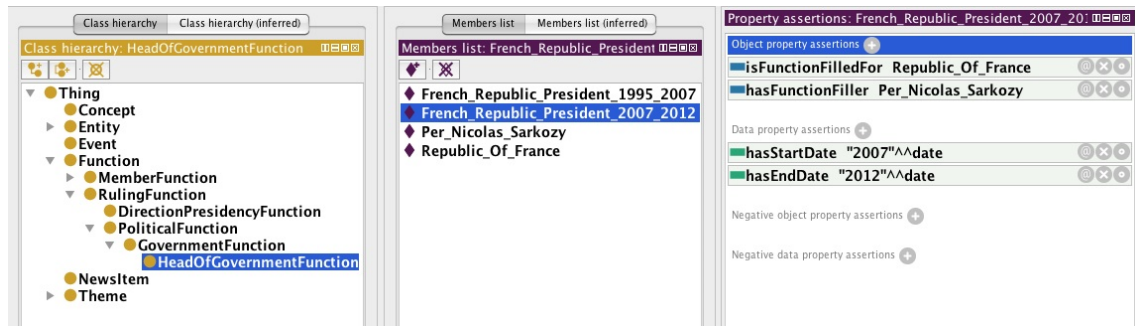 Class hierarchy
Class hierarchy (inferred)
Class hierarchy: HeadOfGovernmentFunction
Thing
Concept
Entity
Event
Function
MemberFunction
RulingFunction
DirectionPresidencyFunction
PoliticalFunction
GovernmentFunction
HeadOfGovernmentFunction
NewsItem
Theme
Members list
Members list (inferred)
Members list: French_Republic_President
French_Republic_President_1995_2007
French_Republic_President_2007_2012
Per_Nicolas_Sarkozy
Republic_Of_France
Property assertions: French_Republic_President_2007_201
Object property assertions
isFunctionFilledFor Republic_Of_France
hasFunctionFiller Per_Nicolas_Sarkozy
Data property assertions
hasStartDate "2007"^^date
hasEndDate "2012"^^date
Negative object property assertions
Negative data property assertions